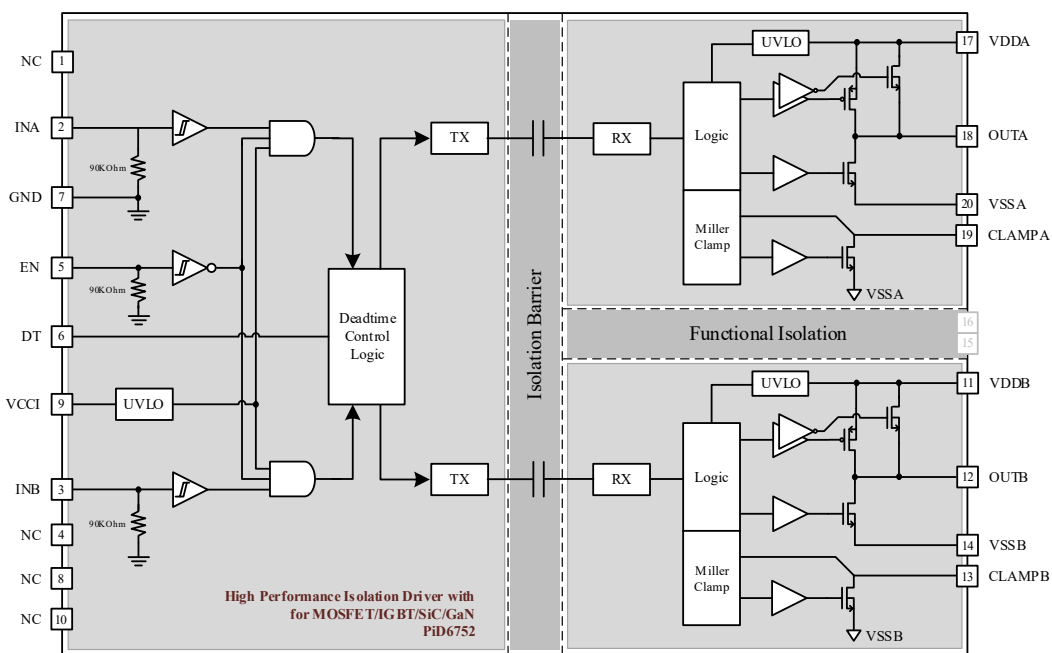 NC
1
INA
2
90KOhm
GND
7
EN
5
90KOhm
DT
6
VCCI
9
UVLO
INB
3
90KOhm
NC
4
NC
8
NC
10
Deadtime
Control
Logic
TX
TX
High Performance Isolation Driver with
for MOSFET/IGBT/SiC/GaN
PiD6752
Isolation Barrier
RX
Logic
Miller
Clamp
UVLO
17
VDDA
18
OUTA
20
VSSA
19
CLAMPA
VSSA
Functional Isolation
16
15
RX
Logic
Miller
Clamp
UVLO
11
VDDB
12
OUTB
14
VSSB
13
CLAMPB
VSSB